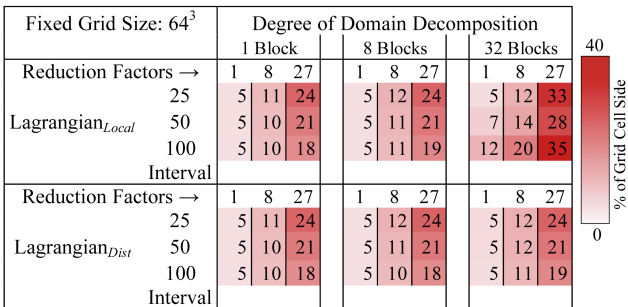 Fixed Grid Size: 64³ Degree of Domain Decomposition
1 Block 8 Blocks 32 Blocks
Reduction Factors → 1 8 27 1 8 27 1 8 27
25 5 11 24 5 12 24 5 12 33
Lagrangian_Local 50 5 10 21 5 11 21 7 14 28
100 5 10 18 5 11 19 12 20 35
Interval
Reduction Factors → 1 8 27 1 8 27 1 8 27
25 5 11 24 5 12 24 5 12 24
Lagrangian_Dist 50 5 10 21 5 11 21 5 12 21
100 5 10 18 5 10 18 5 11 19
Interval
40
% of Grid Cell Side
0